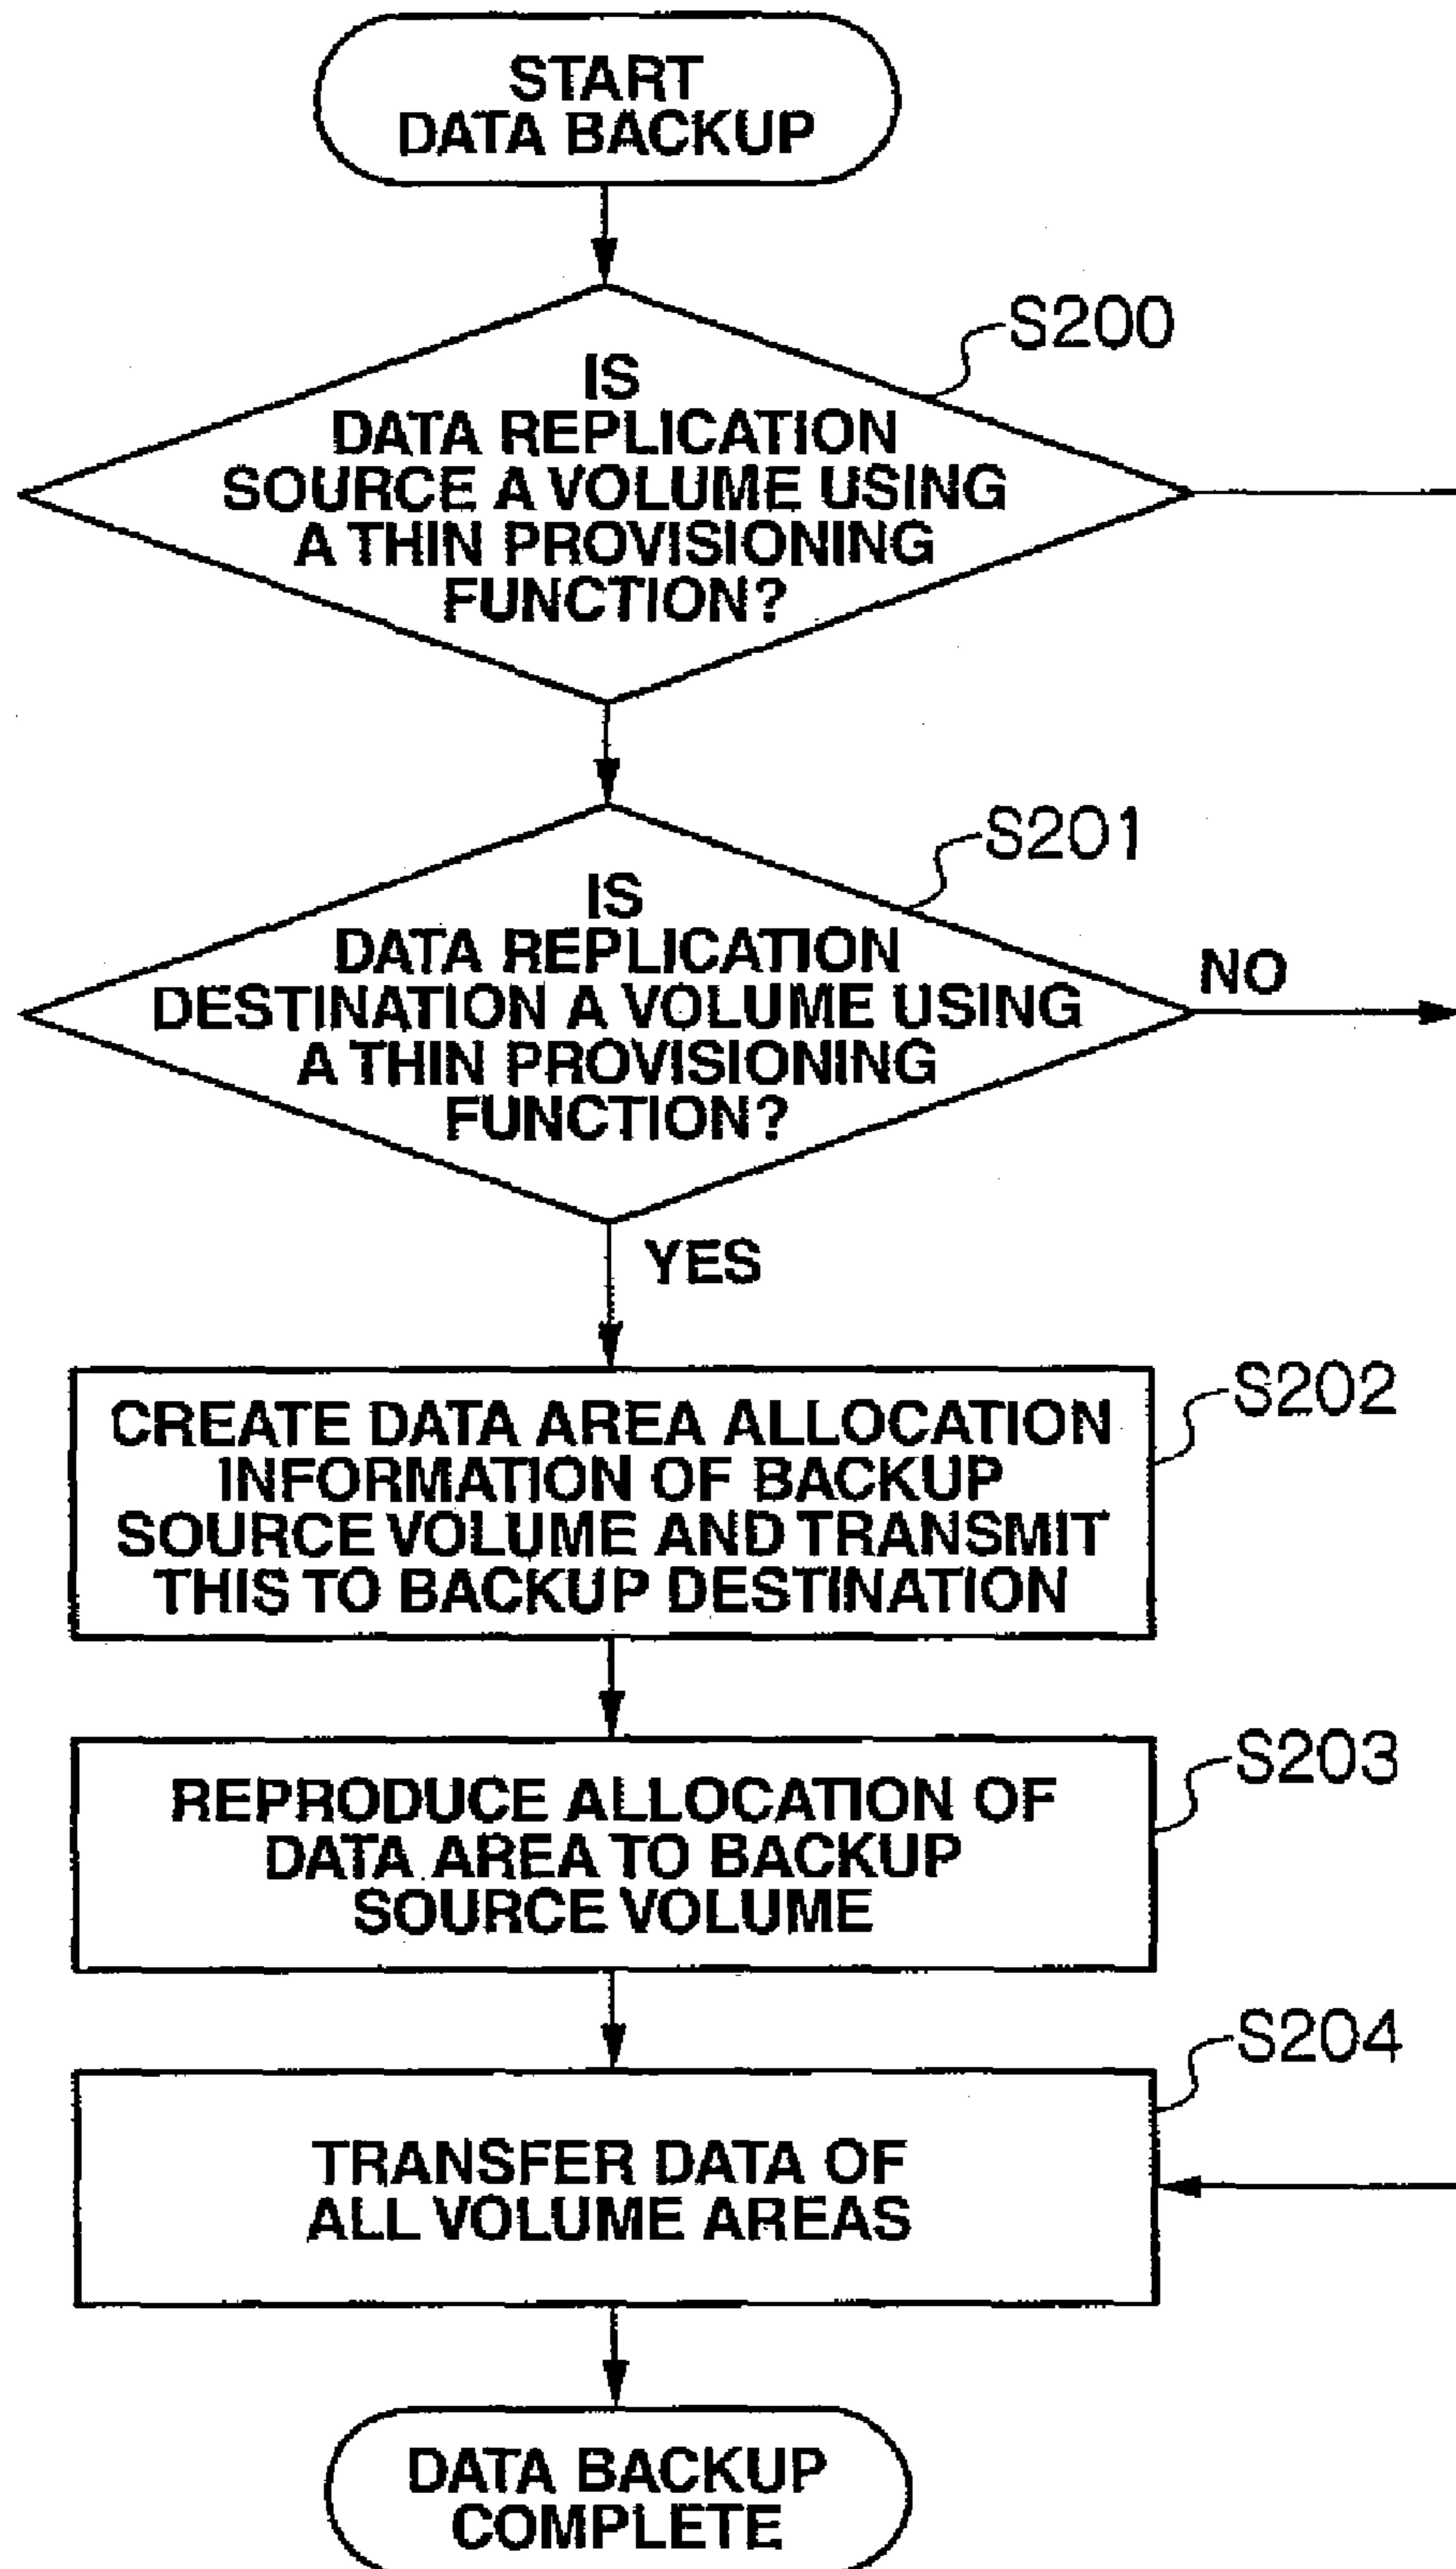 START
DATA BACKUP
S200
IS
DATA REPLICATION
SOURCE A VOLUME USING
A THIN PROVISIONING
FUNCTION?
S201
IS
DATA REPLICATION
DESTINATION A VOLUME USING
A THIN PROVISIONING
FUNCTION?
NO
YES
S202
CREATE DATA AREA ALLOCATION
INFORMATION OF BACKUP
SOURCE VOLUME AND TRANSMIT
THIS TO BACKUP DESTINATION
S203
REPRODUCE ALLOCATION OF
DATA AREA TO BACKUP
SOURCE VOLUME
S204
TRANSFER DATA OF
ALL VOLUME AREAS
DATA BACKUP
COMPLETE